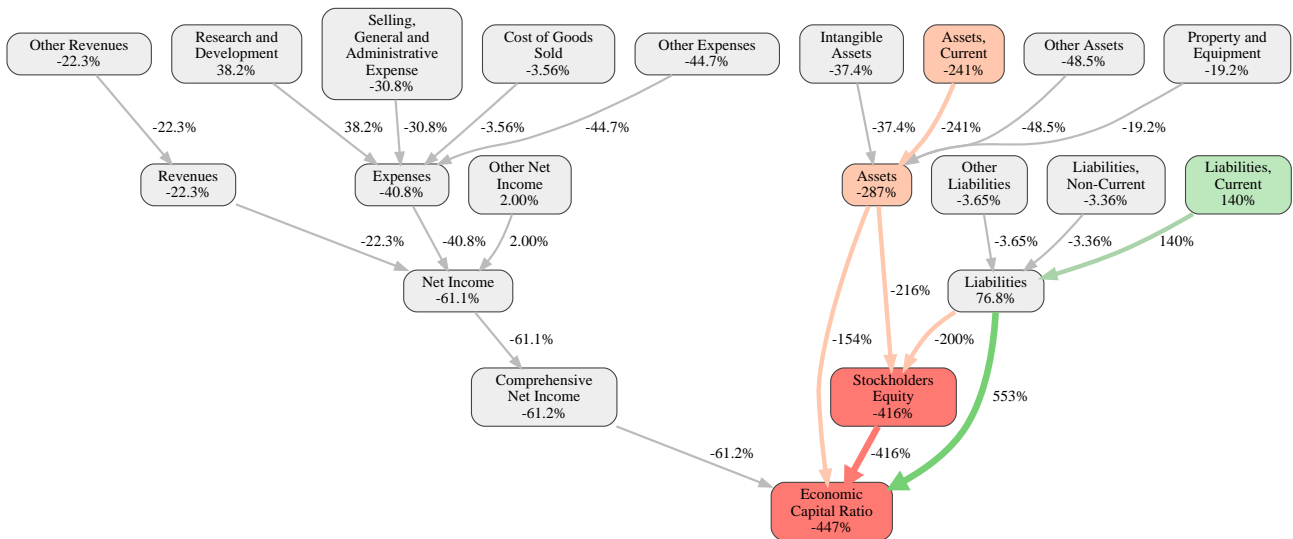 Other Revenues
-22.3%
Research and
Development
38.2%
Selling,
General and
Administrative
Expense
-30.8%
Cost of Goods
Sold
-3.56%
Other Expenses
-44.7%
Intangible
Assets
-37.4%
Assets,
Current
-241%
Other Assets
-48.5%
Property and
Equipment
-19.2%
-22.3%
38.2%
-30.8%
-3.56%
-44.7%
-37.4%
-241%
-48.5%
-19.2%
Revenues
-22.3%
Expenses
-40.8%
Other Net
Income
2.00%
Assets
-287%
Other
Liabilities
-3.65%
Liabilities,
Non-Current
-3.36%
Liabilities,
Current
140%
-22.3%
-40.8%
2.00%
-3.65%
-3.36%
140%
Net Income
-61.1%
-216%
Liabilities
76.8%
-61.1%
-154%
-200%
Comprehensive
Net Income
-61.2%
Stockholders
Equity
-416%
553%
-61.2%
-416%
Economic
Capital Ratio
-447%